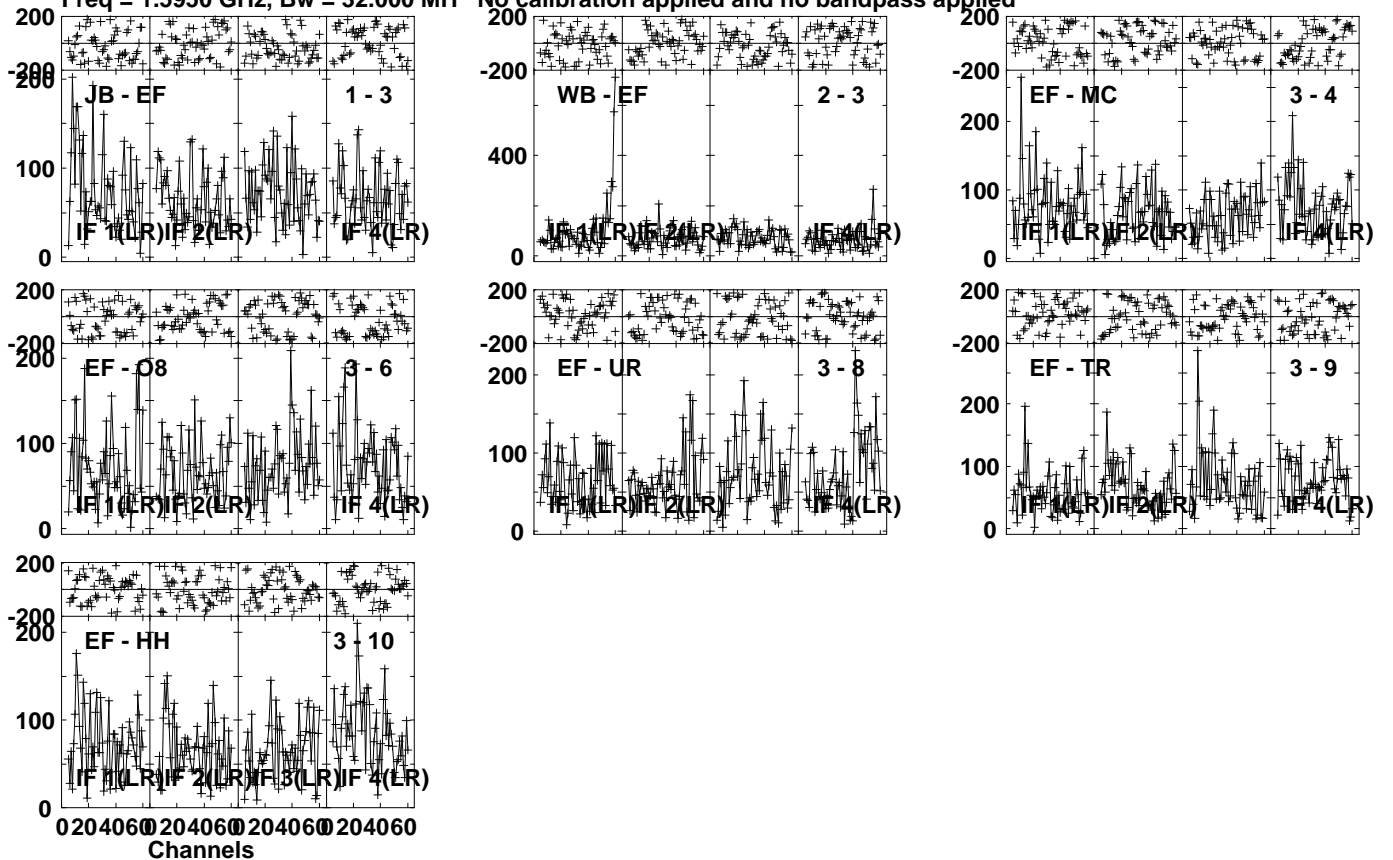 Freq = 1.5950 GHz, Bw = 32.000 MH No calibration applied and no bandpass applied
200
-200
200
100
0
JB - EF 1 - 3
IF 1(LR) IF 2(LR) IF 4(LR)
200
-200
400
200
0
WB - EF 2 - 3
IF 1(LR) IF 2(LR) IF 4(LR)
200
-200
200
100
0
EF - MC 3 - 4
IF 1(LR) IF 2(LR) IF 4(LR)
200
-200
200
100
0
EF - O8 3 - 6
IF 1(LR) IF 2(LR) IF 4(LR)
200
-200
200
100
0
EF - UR 3 - 8
IF 1(LR) IF 2(LR) IF 4(LR)
200
-200
200
100
0
EF - TR 3 - 9
IF 1(LR) IF 2(LR) IF 4(LR)
200
-200
200
100
0
EF - HH 3 - 10
IF 1(LR) IF 2(LR) IF 3(LR) IF 4(LR)
0 20 40 60 0 20 40 60 0 20 40 60 0 20 40 60
Channels